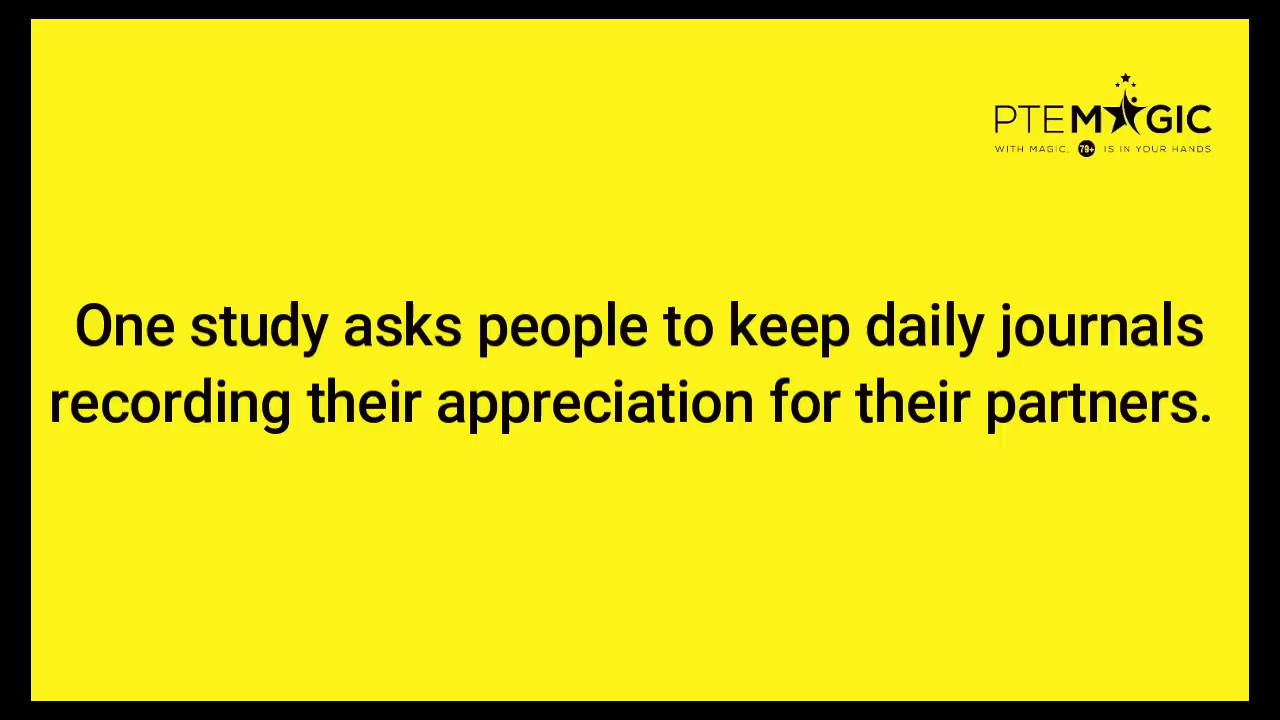 PTEMAGIC
WITH MAGIC, 79+ IS IN YOUR HANDS
One study asks people to keep daily journals
recording their appreciation for their partners.